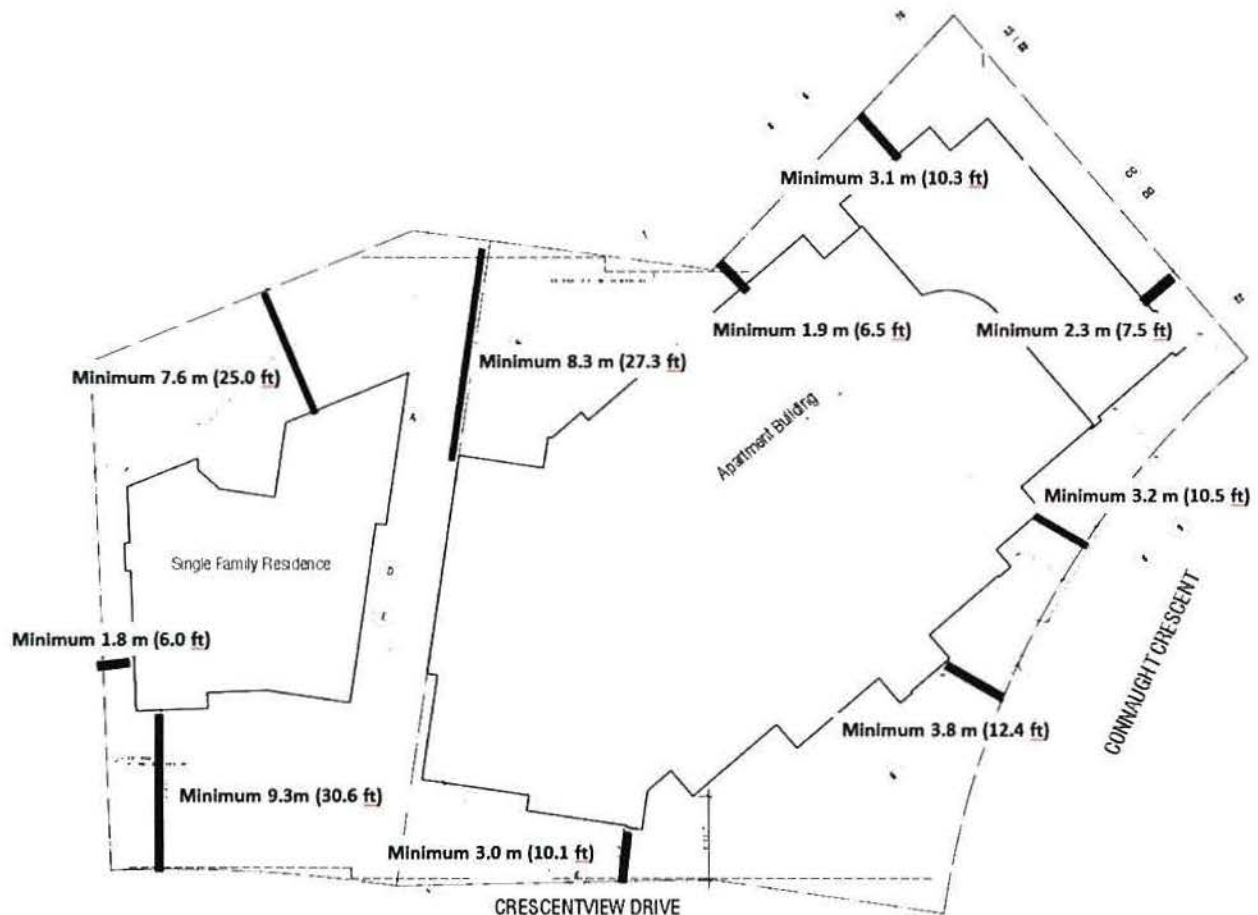 Minimum 3.1 m (10.3 ft)
Minimum 1.9 m (6.5 ft)
Minimum 2.3 m (7.5 ft)
Minimum 7.6 m (25.0 ft)
Minimum 8.3 m (27.3 ft)
Apartment Building
Minimum 3.2 m (10.5 ft)
Single Family Residence
Minimum 1.8 m (6.0 ft)
CONNAUGHT CRESCENT
Minimum 3.8 m (12.4 ft)
Minimum 9.3m (30.6 ft)
Minimum 3.0 m (10.1 ft)
CRESCENTVIEW DRIVE